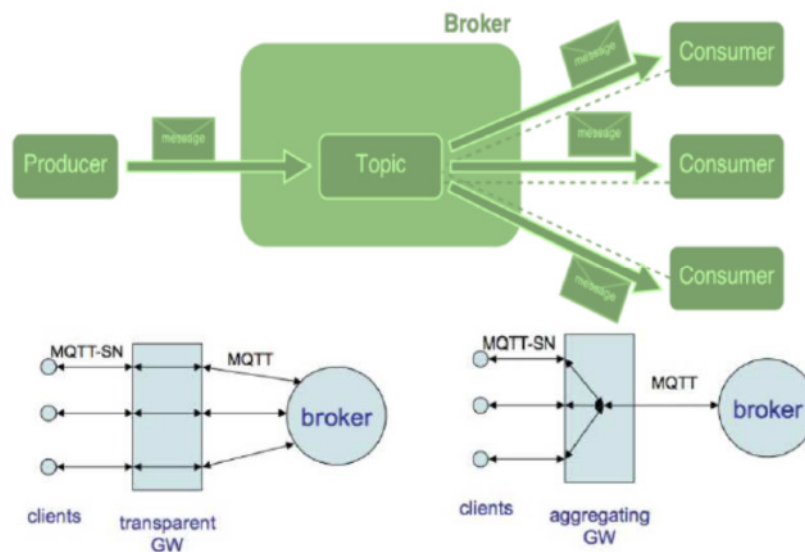 Broker
message
Consumer
message
Producer
message
Topic
Consumer
message
Consumer
MQTT-SN
MQTT
broker
clients
transparent
GW
MQTT-SN
MQTT
broker
clients
aggregating
GW